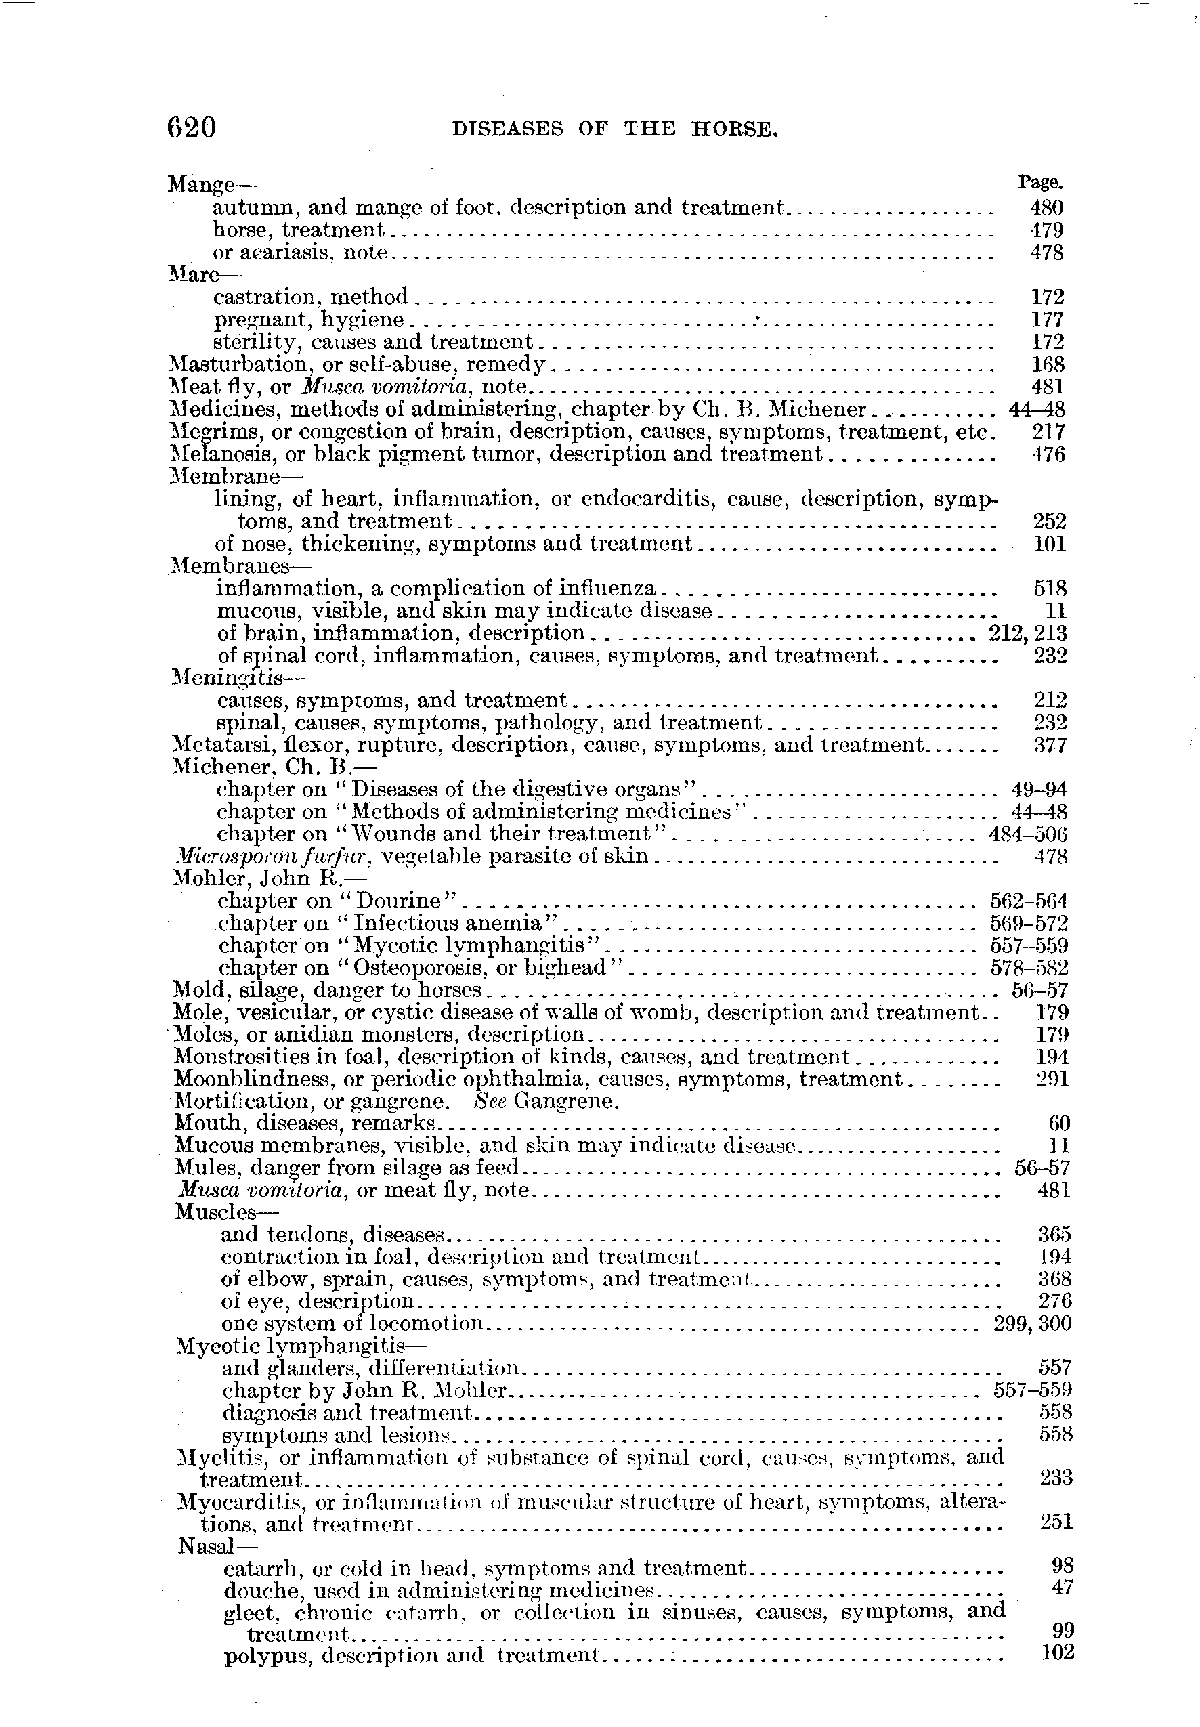 620 DISEASES OF THE HORSE.
Mange— Page.
autumn, and mange of foot, description and treatment................... 480
horse, treatment....................................................... 479
or acariasis, note....................................................... 478
Mare—
castration, method..................................................... 172
pregnant, hygiene..................................................... 177
sterility, causes and treatment.......................................... 172
Masturbation, or self-abuse, remedy......................................... 168
Meat fly, or Musca vomitoria, note........................................... 481
Medicines, methods of administering, chapter by Ch. B. Michener............ 44–48
Megrims, or congestion of brain, description, causes, symptoms, treatment, etc. 217
Melanosis, or black pigment tumor, description and treatment............... 476
Membrane—
lining, of heart, inflammation, or endocarditis, cause, description, symp-
toms, and treatment................................................. 252
of nose, thickening, symptoms and treatment........................... 101
Membranes—
inflammation, a complication of influenza.............................. 518
mucous, visible, and skin may indicate disease......................... 11
of brain, inflammation, description................................. 212, 213
of spinal cord, inflammation, causes, symptoms, and treatment.......... 232
Meningitis—
causes, symptoms, and treatment...................................... 212
spinal, causes, symptoms, pathology, and treatment.................... 232
Metatarsi, flexor, rupture, description, cause, symptoms, and treatment....... 377
Michener, Ch. B.—
chapter on "Diseases of the digestive organs"........................... 49–94
chapter on "Methods of administering medicines"...................... 44–48
chapter on "Wounds and their treatment"........................... 484–506
Microsporon furfur, vegetable parasite of skin............................... 478
Mohler, John R.—
chapter on "Dourine".............................................. 562–564
chapter on "Infectious anemia"..................................... 569–572
chapter on "Mycotic lymphangitis"................................. 557–559
chapter on "Osteoporosis, or bighead"............................... 578–582
Mold, silage, danger to horses............................................... 56–57
Mole, vesicular, or cystic disease of walls of womb, description and treatment.. 179
Moles, or anidian monsters, description..................................... 179
Monstrosities in foal, description of kinds, causes, and treatment............. 194
Moonblindness, or periodic ophthalmia, causes, symptoms, treatment........ 291
Mortification, or gangrene. See Gangrene.
Mouth, diseases, remarks.................................................... 60
Mucous membranes, visible, and skin may indicate disease................... 11
Mules, danger from silage as feed............................................ 56–57
Musca vomitoria, or meat fly, note........................................... 481
Muscles—
and tendons, diseases................................................... 365
contraction in foal, description and treatment........................... 194
of elbow, sprain, causes, symptoms, and treatment....................... 368
of eye, description...................................................... 276
one system of locomotion............................................ 299, 300
Mycotic lymphangitis—
and glanders, differentiation............................................. 557
chapter by John R. Mohler.......................................... 557–559
diagnosis and treatment................................................ 558
symptoms and lesions................................................... 558
Myelitis, or inflammation of substance of spinal cord, causes, symptoms, and
treatment................................................................ 233
Myocarditis, or inflammation of muscular structure of heart, symptoms, altera-
tions, and treatment...................................................... 251
Nasal—
catarrh, or cold in head, symptoms and treatment....................... 98
douche, used in administering medicines................................ 47
gleet, chronic catarrh, or collection in sinuses, causes, symptoms, and
treatment............................................................ 99
polypus, description and treatment..................................... 102